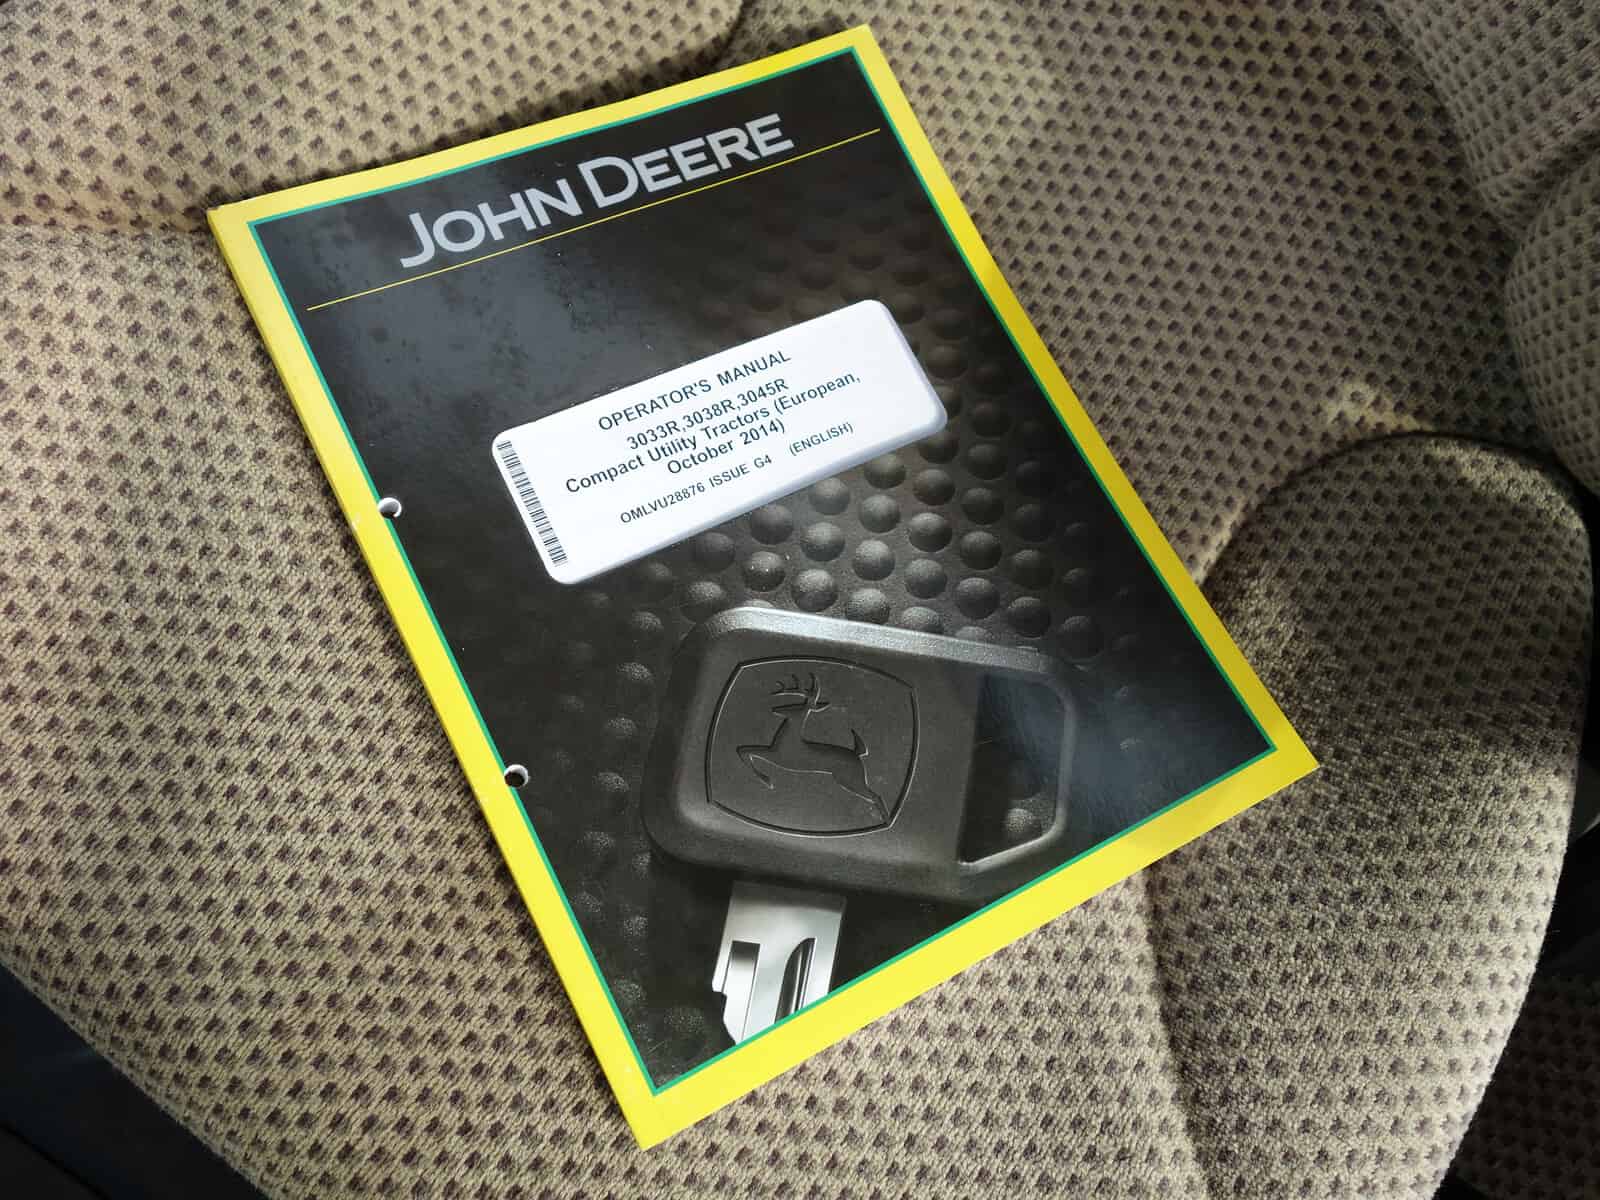 JOHN DEERE
OPERATOR'S MANUAL
3033R,3038R,3045R
Compact Utility Tractors (European,
October 2014)
OMLVU28876 ISSUE G4 (ENGLISH)